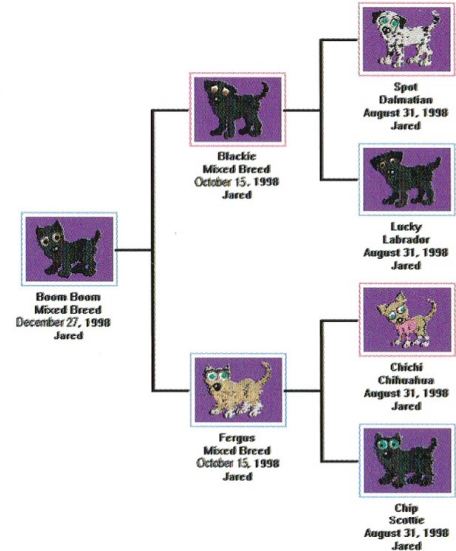 Spot
Dalmatian
August 31, 1998
Jared
Blackie
Mixed Breed
October 15, 1998
Jared
Lucky
Labrador
August 31, 1998
Jared
Boom Boom
Mixed Breed
December 27, 1998
Jared
Chichi
Chihuahua
August 31, 1998
Jared
Fergus
Mixed Breed
October 15, 1998
Jared
Chip
Scottie
August 31, 1998
Jared